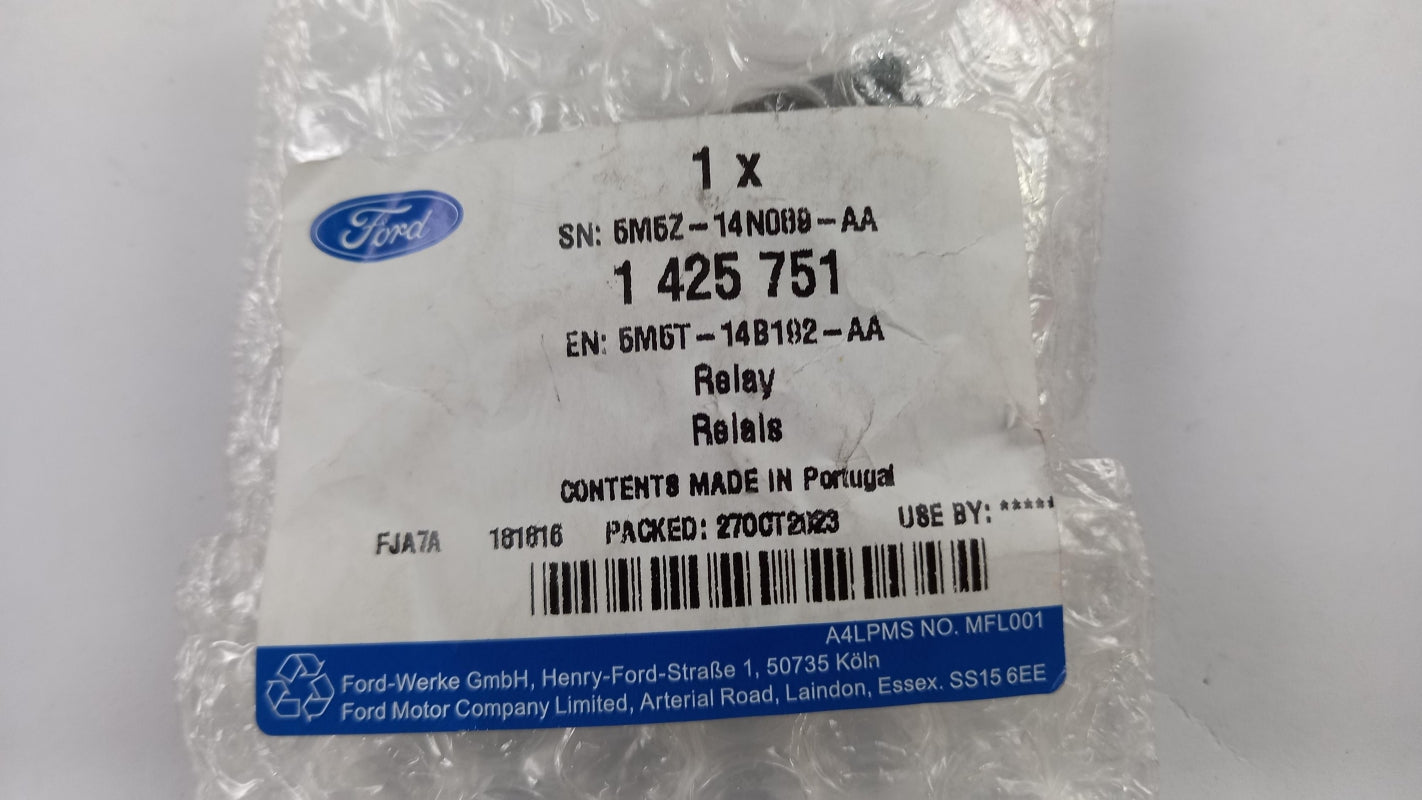 1 x
Ford
SN: 6M5Z-14N089-AA
1 425 751
EN: 6M5T-14B192-AA
Relay
Relais
CONTENTS MADE IN Portugal
FJA7A 181816 PACKED: 27OCT2023 USE BY: *****
A4LPMS NO. MFL001
Ford-Werke GmbH, Henry-Ford-Straße 1, 50735 Köln
Ford Motor Company Limited, Arterial Road, Laindon, Essex. SS15 6EE